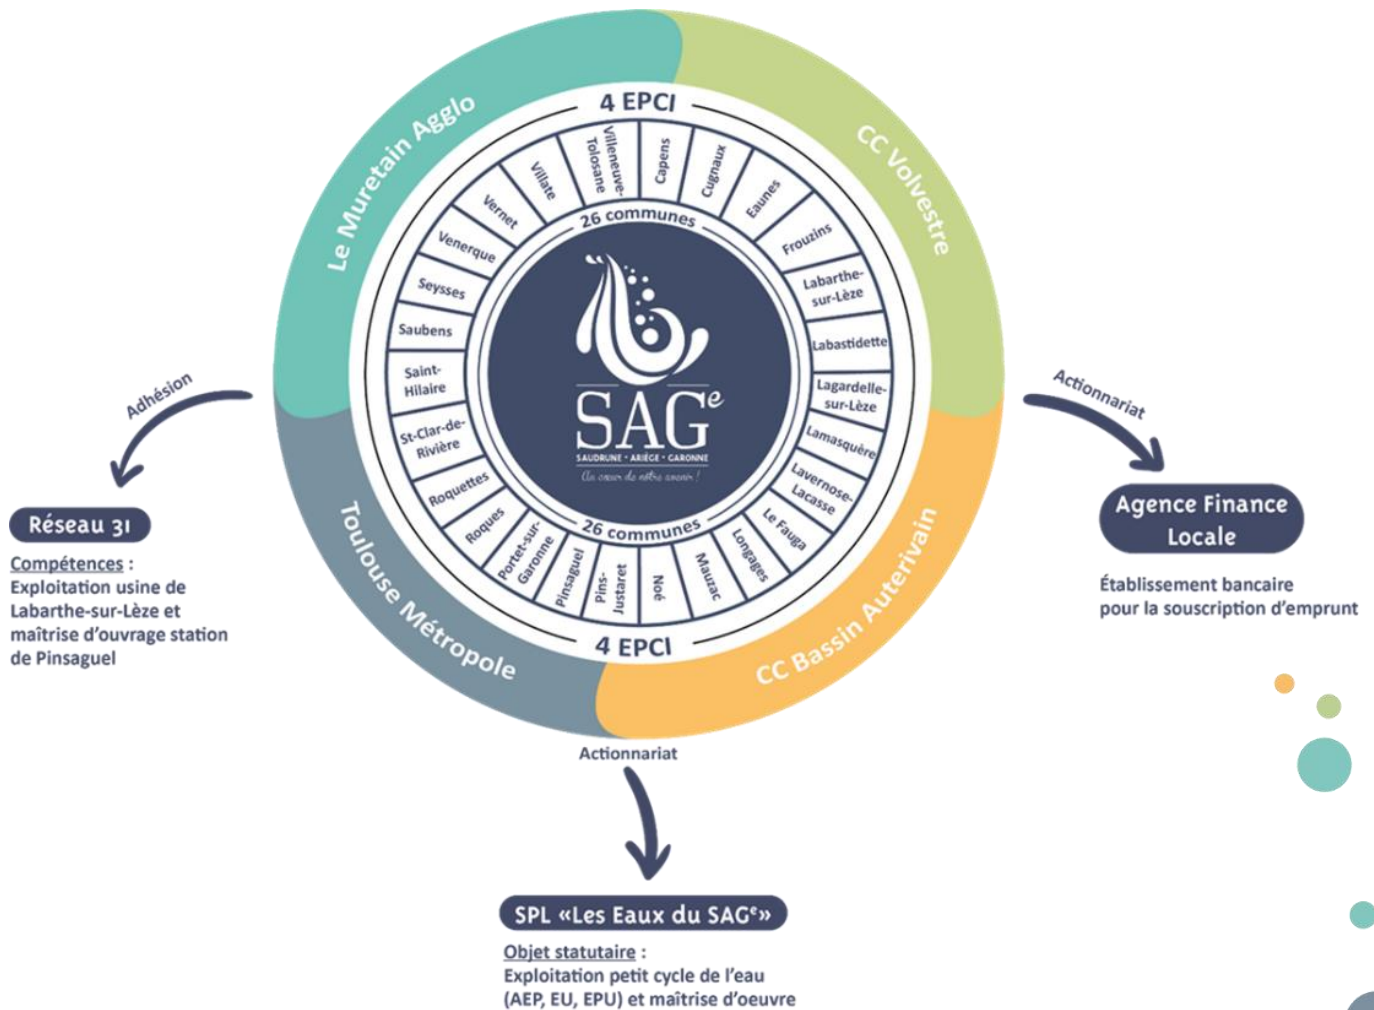 4 EPCI
Le Muretain Agglo
CC Volvestre
CC Bassin Auterivain
Toulouse Métropole
4 EPCI
26 communes
Capens
Cugnaux
Eaunes
Frouzins
Labarthe-
sur-Lèze
Labastidette
Lagardelle-
sur-Lèze
Lamasquère
Lavernose-
Lacasse
Le Fauga
Longages
Mauzac
Noé
Pins-
Justaret
Pinsaguel
Portet-sur-
Garonne
Roques
Roquettes
St-Clar-de-
Rivière
Saint-
Hilaire
Saubens
Seysses
Venerque
Vernet
Villate
Villeneuve-
Tolosane
26 communes
SAGe
SAUDRUNE • ARIÈGE • GARONNE
Au coeur de notre avenir !
Adhésion
Réseau 31
Compétences :
Exploitation usine de
Labarthe-sur-Lèze et
maîtrise d'ouvrage station
de Pinsaguel
Actionnariat
Agence Finance
Locale
Établissement bancaire
pour la souscription d'emprunt
Actionnariat
SPL «Les Eaux du SAGe»
Objet statutaire :
Exploitation petit cycle de l'eau
(AEP, EU, EPU) et maîtrise d'oeuvre